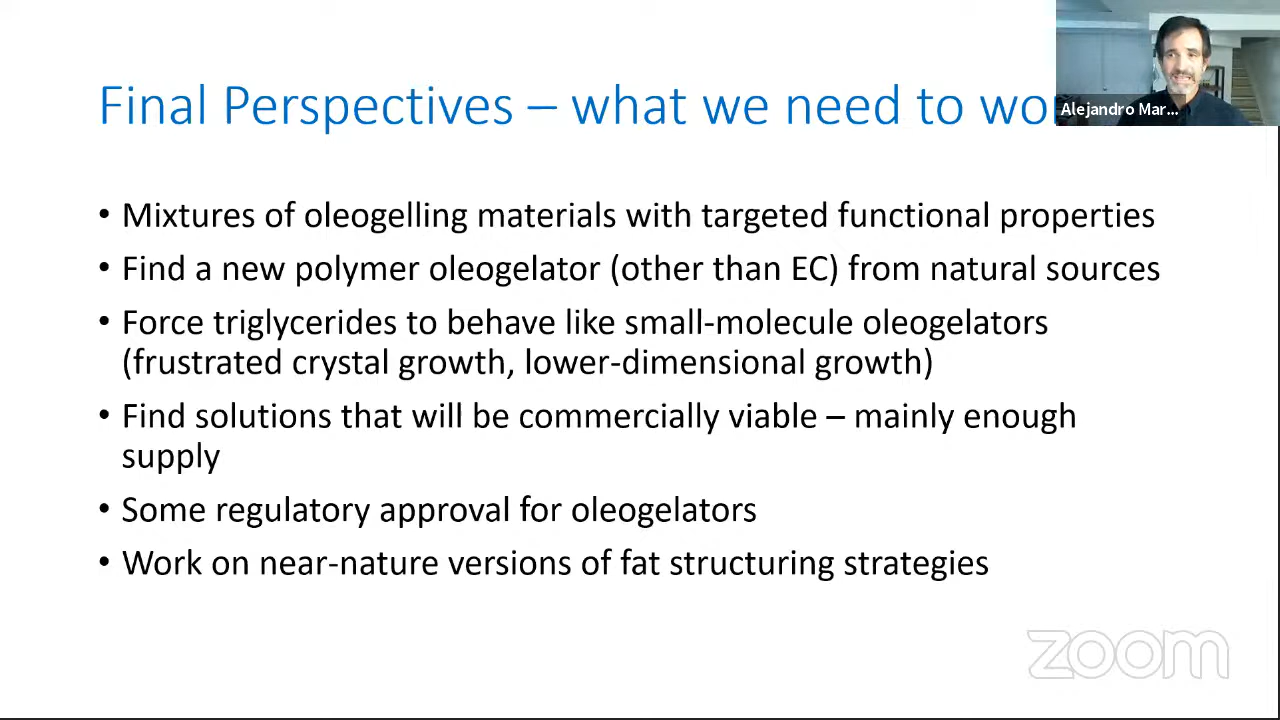 Final Perspectives – what we need to wo
Alejandro Mar...
• Mixtures of oleogelling materials with targeted functional properties
• Find a new polymer oleogelator (other than EC) from natural sources
• Force triglycerides to behave like small-molecule oleogelators
(frustrated crystal growth, lower-dimensional growth)
• Find solutions that will be commercially viable – mainly enough
supply
• Some regulatory approval for oleogelators
• Work on near-nature versions of fat structuring strategies
zoom